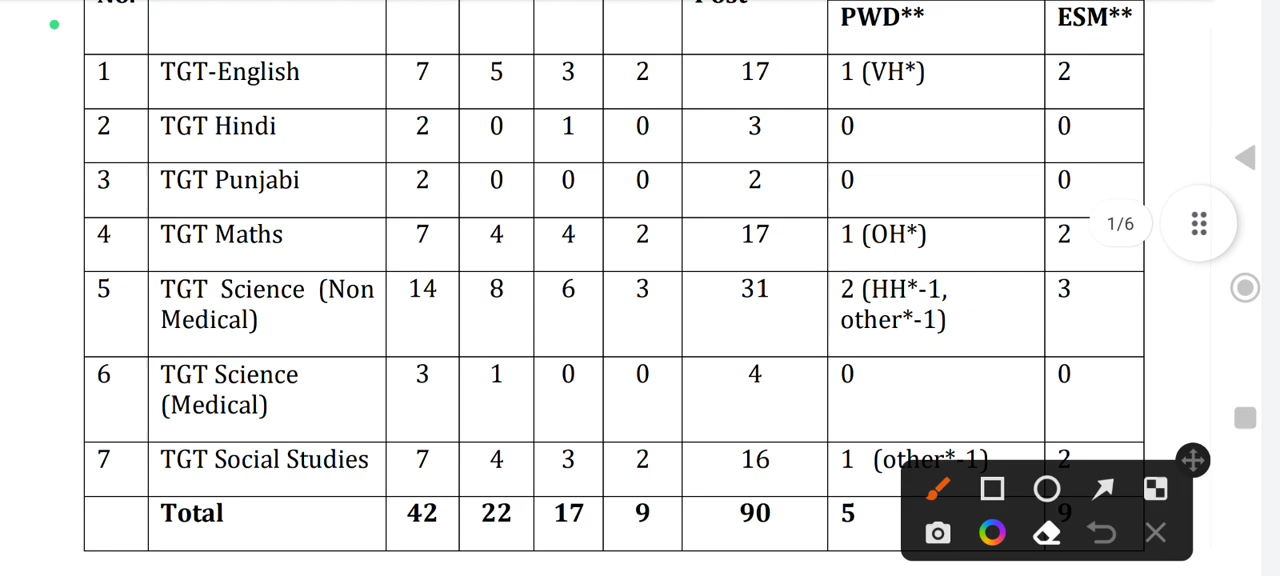 PWD** ESM**
1 TGT-English 7 5 3 2 17 1 (VH*) 2
2 TGT Hindi 2 0 1 0 3 0 0
3 TGT Punjabi 2 0 0 0 2 0 0
4 TGT Maths 7 4 4 2 17 1 (OH*) 2
1/6
5 TGT Science (Non 14 8 6 3 31 2 (HH*-1, 3
Medical) other*-1)
6 TGT Science 3 1 0 0 4 0 0
(Medical)
7 TGT Social Studies 7 4 3 2 16 1 (other*-1) 2
Total 42 22 17 9 90 5 9